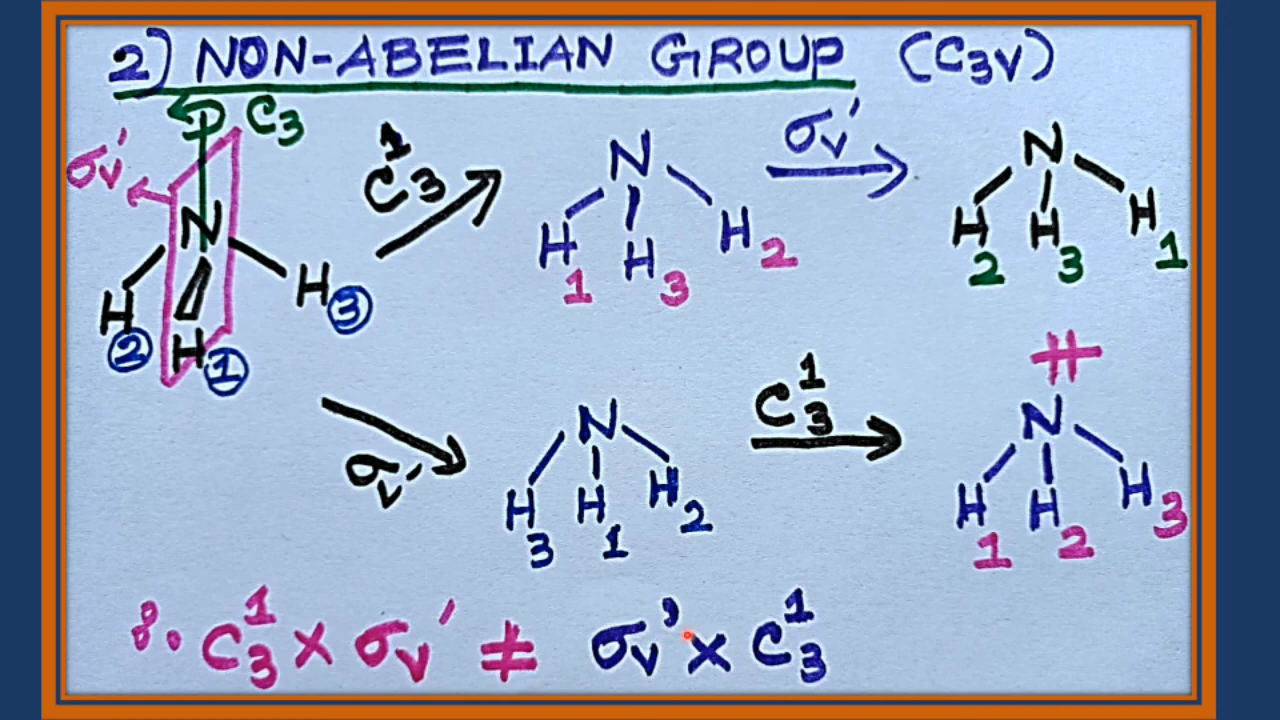 2) NON-ABELIAN GROUP (C3V)
C3
σv'
N
H 2
H 1
H 3
C3^1
N
H 1
H 3
H 2
σv'
N
H 2
H 3
H 1
≠
σv'
N
H 3
H 1
H 2
C3^1
N
H 1
H 2
H 3
C3^1 × σv' ≠ σv' × C3^1